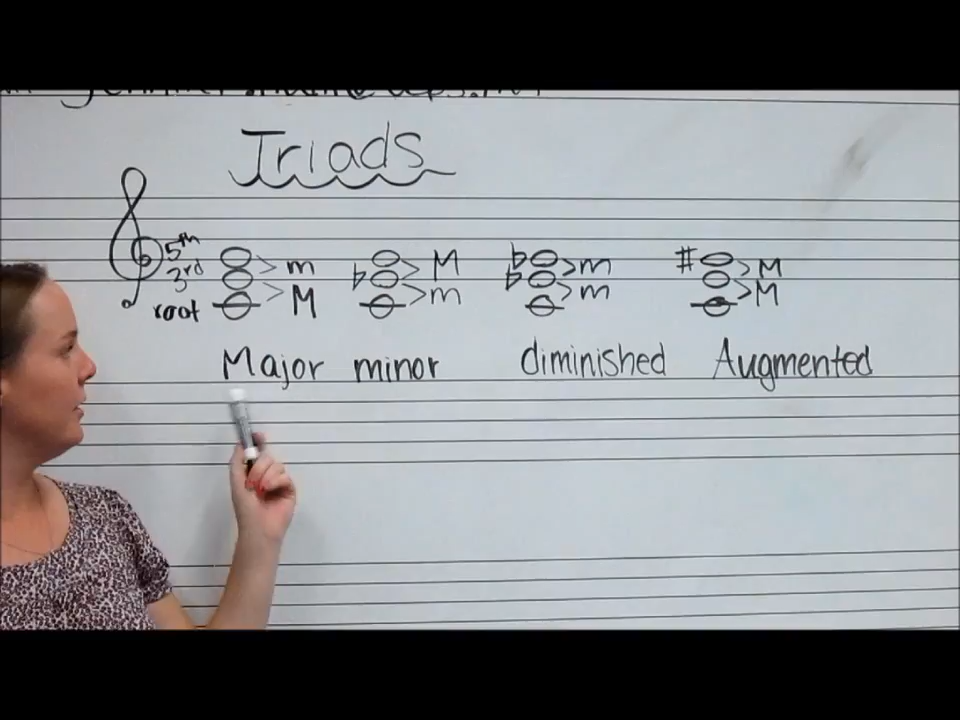 Triads
5th m M ♭ m # M
3rd ♭ ♭
root M m m M
Major minor diminished Augmented